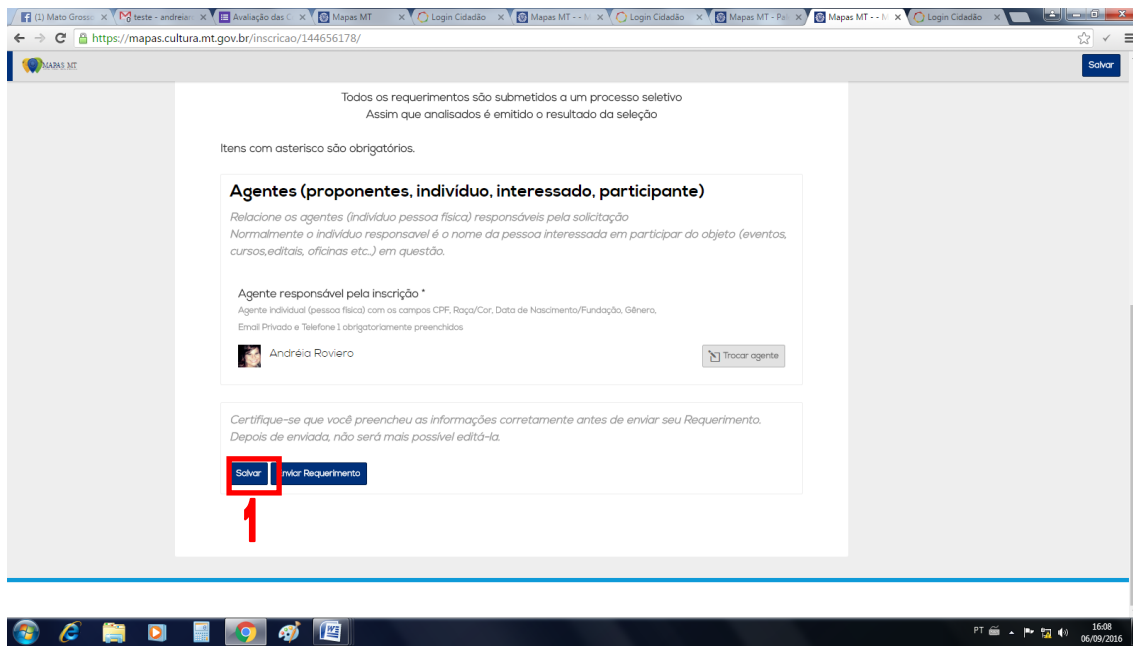 (1) Mato Gross
teste - andreiar
Avaliação das C
Mapas MT
Login Cidadão
Mapas MT - - M
Login Cidadão
Mapas MT - Pai
Mapas MT - - M
Login Cidadão
https://mapas.cultura.mt.gov.br/inscricao/144656178/
MAPAS MT
Salvar
Todos os requerimentos são submetidos a um processo seletivo
Assim que analisados é emitido o resultado da seleção
Itens com asterisco são obrigatórios.
Agentes (proponentes, indivíduo, interessado, participante)
Relacione os agentes (indivíduo pessoa física) responsáveis pela solicitação
Normalmente o indivíduo responsavel é o nome da pessoa interessada em participar do objeto (eventos,
cursos,editais, oficinas etc..) em questão.
Agente responsável pela inscrição *
Agente individual (pessoa física) com os campos CPF, Raça/Cor, Data de Nascimento/Fundação, Gênero,
Email Privado e Telefone 1 obrigatoriamente preenchidos
Andréia Roviero
Trocar agente
Certifique-se que você preencheu as informações corretamente antes de enviar seu Requerimento.
Depois de enviada, não será mais possível editá-la.
Salvar
nviar Requerimento
1
PT
16:08
06/09/2016